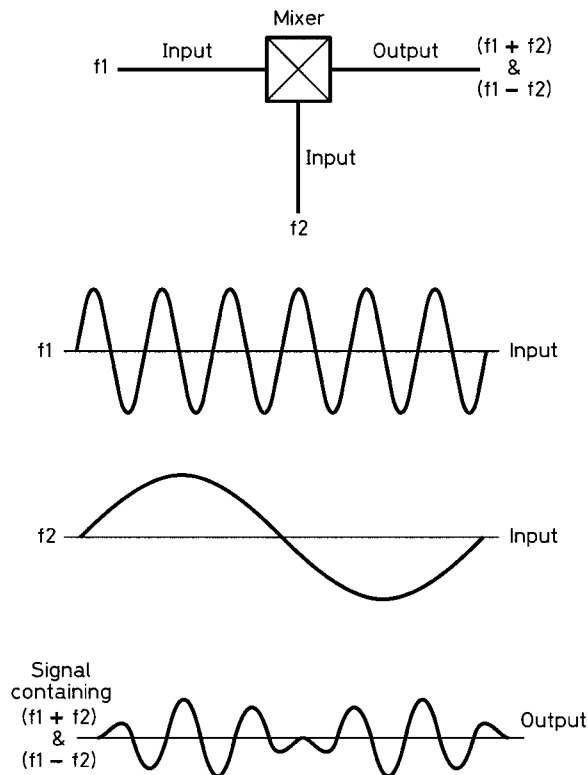 Mixer
f1
Input
Output
(f1 + f2)
&
(f1 – f2)
Input
f2
f1
Input
f2
Input
Signal
containing
(f1 + f2)
&
(f1 – f2)
Output